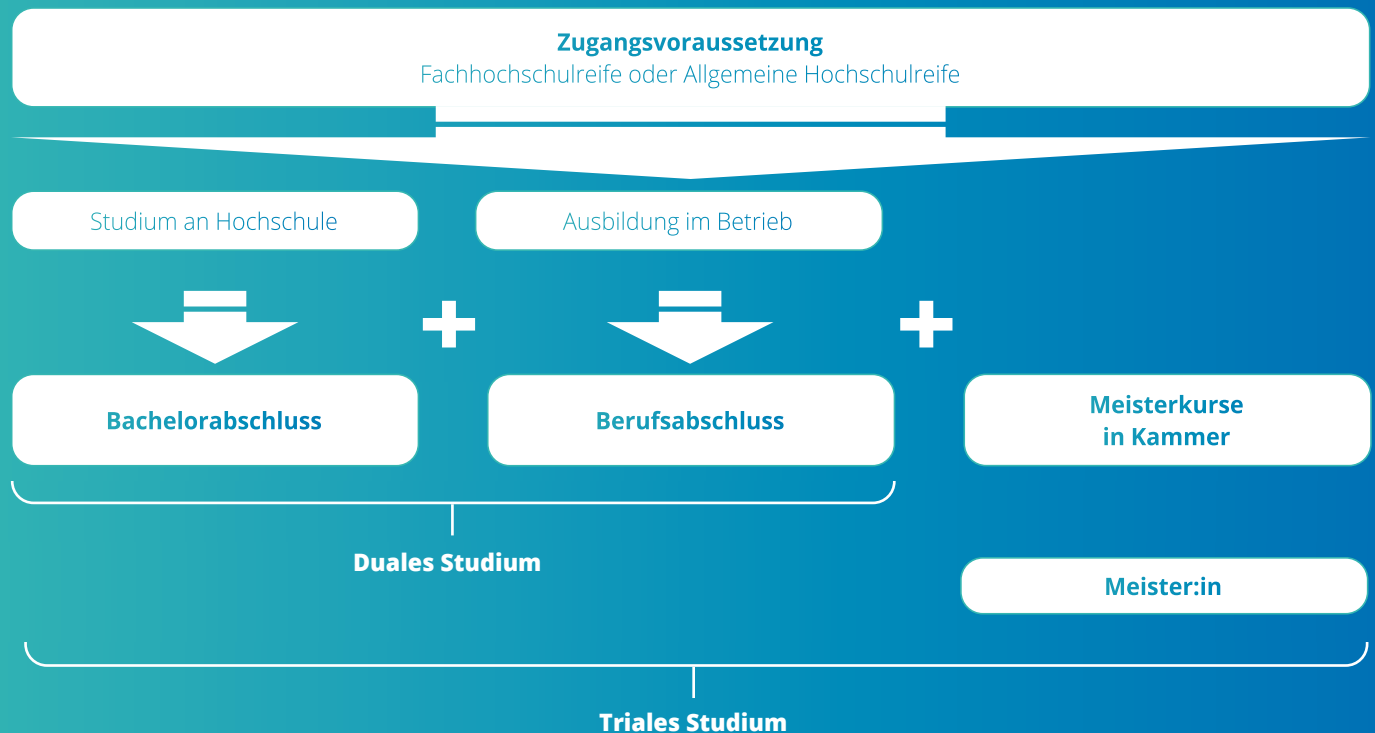 Zugangsvoraussetzung
Fachhochschulreife oder Allgemeine Hochschulreife
Studium an Hochschule
Ausbildung im Betrieb
Bachelorabschluss
Berufsabschluss
Meisterkurse
in Kammer
Duales Studium
Meister:in
Triales Studium